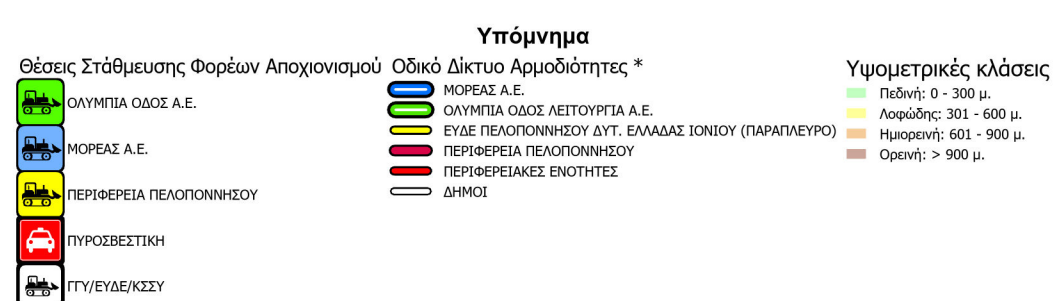 Υπόμνημα
Θέσεις Στάθμευσης Φορέων Αποχιονισμού
ΟΛΥΜΠΙΑ ΟΔΟΣ Α.Ε.
ΜΟΡΕΑΣ Α.Ε.
ΠΕΡΙΦΕΡΕΙΑ ΠΕΛΟΠΟΝΝΗΣΟΥ
ΠΥΡΟΣΒΕΣΤΙΚΗ
ΓΓΥ/ΕΥΔΕ/ΚΣΣΥ
Οδικό Δίκτυο Αρμοδιότητες *
ΜΟΡΕΑΣ Α.Ε.
ΟΛΥΜΠΙΑ ΟΔΟΣ ΛΕΙΤΟΥΡΓΙΑ Α.Ε.
ΕΥΔΕ ΠΕΛΟΠΟΝΝΗΣΟΥ ΔΥΤ. ΕΛΛΑΔΑΣ ΙΟΝΙΟΥ (ΠΑΡΑΠΛΕΥΡΟ)
ΠΕΡΙΦΕΡΕΙΑ ΠΕΛΟΠΟΝΝΗΣΟΥ
ΠΕΡΙΦΕΡΕΙΑΚΕΣ ΕΝΟΤΗΤΕΣ
ΔΗΜΟΙ
Υψομετρικές κλάσεις
Πεδινή: 0 - 300 μ.
Λοφώδης: 301 - 600 μ.
Ημιορεινή: 601 - 900 μ.
Ορεινή: > 900 μ.